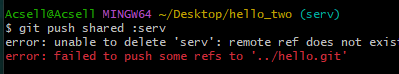 Acsell@Acsell MINGW64 ~/Desktop/hello_two (serv)
$ git push shared :serv
error: unable to delete 'serv': remote ref does not exis
error: failed to push some refs to '../hello.git'